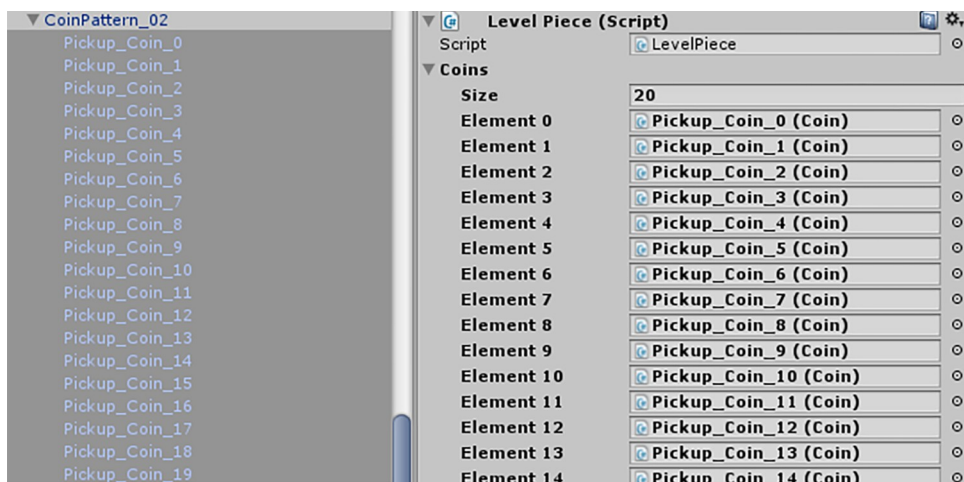 CoinPattern_02
Pickup_Coin_0
Pickup_Coin_1
Pickup_Coin_2
Pickup_Coin_3
Pickup_Coin_4
Pickup_Coin_5
Pickup_Coin_6
Pickup_Coin_7
Pickup_Coin_8
Pickup_Coin_9
Pickup_Coin_10
Pickup_Coin_11
Pickup_Coin_12
Pickup_Coin_13
Pickup_Coin_14
Pickup_Coin_15
Pickup_Coin_16
Pickup_Coin_17
Pickup_Coin_18
Pickup_Coin_19
Level Piece (Script)
Script LevelPiece
Coins
Size 20
Element 0 Pickup_Coin_0 (Coin)
Element 1 Pickup_Coin_1 (Coin)
Element 2 Pickup_Coin_2 (Coin)
Element 3 Pickup_Coin_3 (Coin)
Element 4 Pickup_Coin_4 (Coin)
Element 5 Pickup_Coin_5 (Coin)
Element 6 Pickup_Coin_6 (Coin)
Element 7 Pickup_Coin_7 (Coin)
Element 8 Pickup_Coin_8 (Coin)
Element 9 Pickup_Coin_9 (Coin)
Element 10 Pickup_Coin_10 (Coin)
Element 11 Pickup_Coin_11 (Coin)
Element 12 Pickup_Coin_12 (Coin)
Element 13 Pickup_Coin_13 (Coin)
Element 14 Pickup_Coin_14 (Coin)